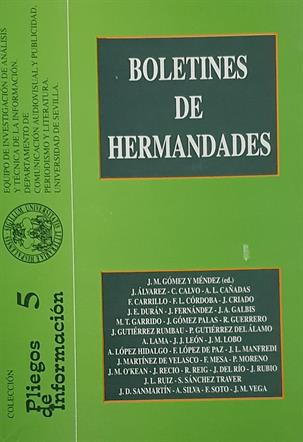 EQUIPO DE INVESTIGACIÓN DE ANÁLISIS
Y TÉCNICA DE LA INFORMACIÓN.
DEPARTAMENTO DE
COMUNICACIÓN AUDIOVISUAL Y PUBLICIDAD,
PERIODISMO Y LITERATURA.
UNIVERSIDAD DE SEVILLA.
COLECCIÓN
Pliegos 5
de
Información
BOLETINES
DE
HERMANDADES
J. M. GÓMEZ Y MÉNDEZ (ed.)
J. ÁLVAREZ - C. CALVO - A. L. CAÑADAS
F. CARRILLO - F. L. CÓRDOBA - J. CRIADO
J. E. DURÁN - J. FERNÁNDEZ - J. A. GALBIS
M. T. GARRIDO - J. GÓMEZ PALAS - R. GUERRERO
J. GUTIÉRREZ RUMBAU - P. GUTIÉRREZ DEL ÁLAMO
A. LAMA - J. J. LEÓN - J. M. LOBO
A. LÓPEZ HIDALGO - F. LÓPEZ DE PAZ - J. L. MANFREDI
J. MARTÍNEZ DE VELASCO - F. MESA - P. MORENO
J. M. O'KEAN - J. RECIO - R. REIG - J. DEL RÍO - J. RUBIO
J. L. RUIZ - S. SÁNCHEZ TRAVER
J. D. SANMARTÍN - A. SILVA - F. SOTO - J. M. VEGA